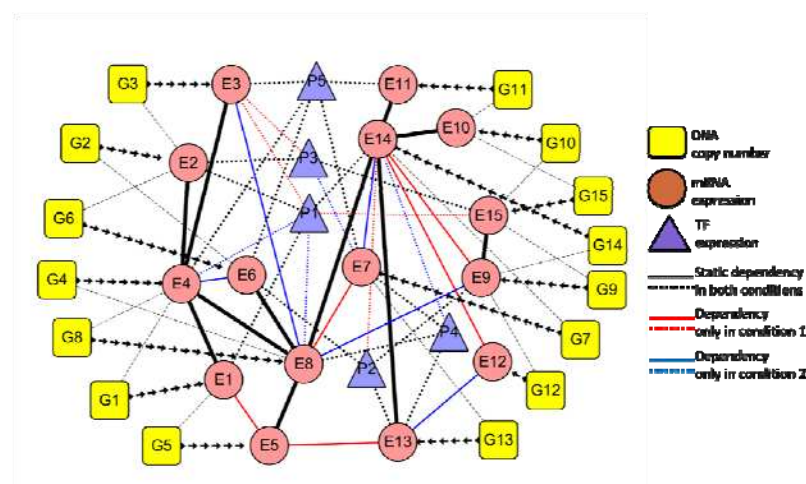 G3
E3
P5
E11
G11
G2
E14
E10
G10
E2
P3
G15
G6
P1
E15
G14
G4
E4
E6
E7
E9
G9
G8
P4
G7
E8
P2
E12
G1
E1
G12
G5
E5
E13
G13
DNA
copy number
mRNA
expression
TF
expression
Static dependency
in both conditions
Dependency
only in condition 1
Dependency
only in condition 2